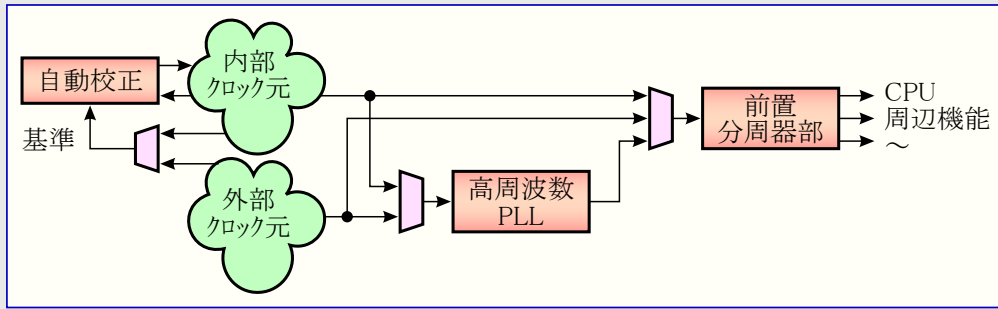 自動校正
基準
内部
クロック元
外部
クロック元
高周波数
PLL
前置
分周器部
CPU
周辺機能
～